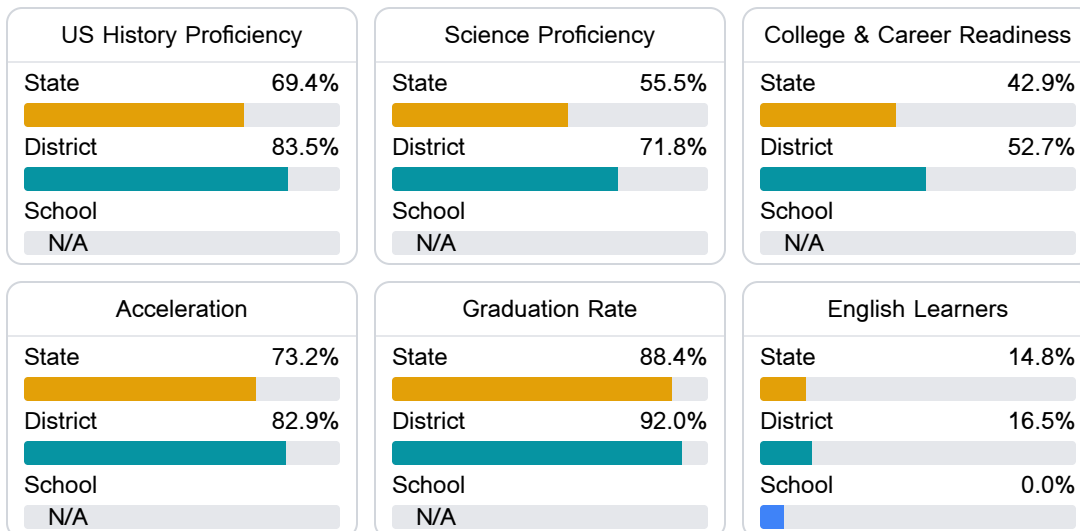 US History Proficiency
State 69.4%
District 83.5%
School
N/A
Science Proficiency
State 55.5%
District 71.8%
School
N/A
College & Career Readiness
State 42.9%
District 52.7%
School
N/A
Acceleration
State 73.2%
District 82.9%
School
N/A
Graduation Rate
State 88.4%
District 92.0%
School
N/A
English Learners
State 14.8%
District 16.5%
School 0.0%